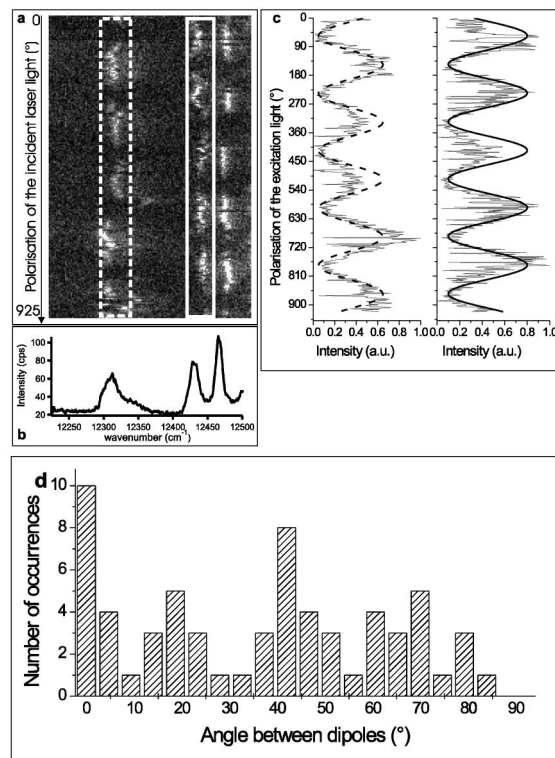 a
0
Polarisation of the incident laser light (°)
925
100
80
60
40
20
Intensity (cps)
12250 12300 12350 12400 12450 12500
wavenumber (cm⁻¹)
b
c
0
90
180
270
360
450
540
630
720
810
900
Polarisation of the excitation light (°)
0.0 0.2 0.4 0.6 0.8 1.0
0.0 0.2 0.4 0.6 0.8 1.0
Intensity (a.u.)
Intensity (a.u.)
d
10
8
6
4
2
0
Number of occurrences
0 10 20 30 40 50 60 70 80 90
Angle between dipoles (°)